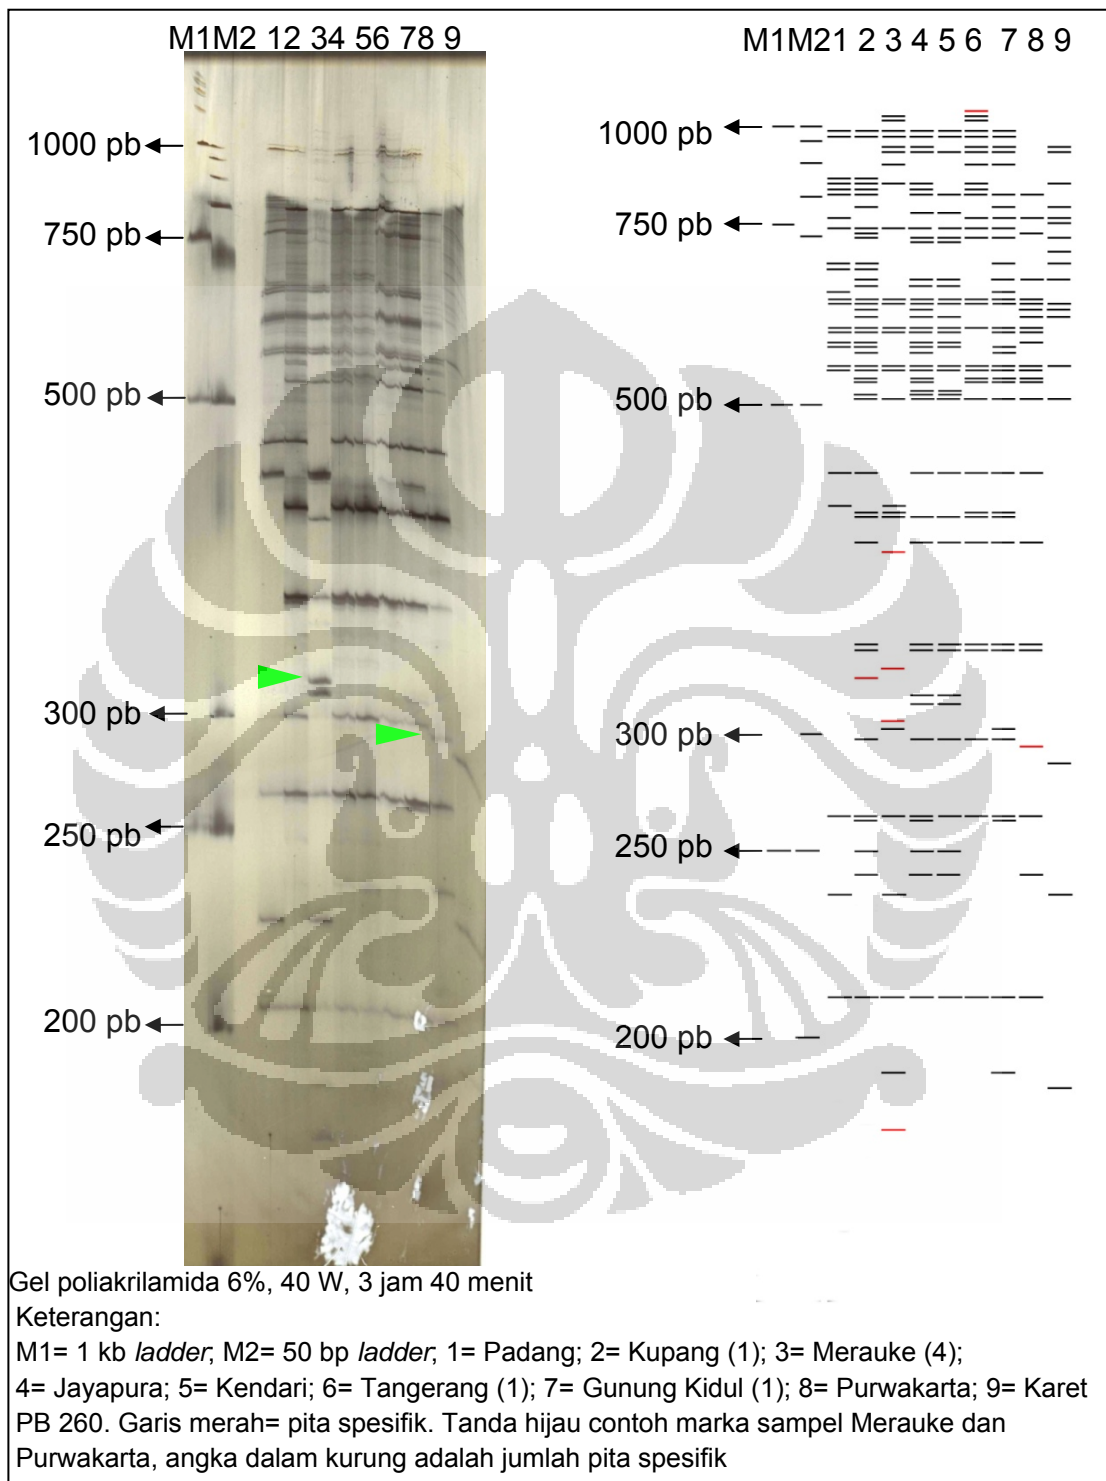 M1M2 12 34 56 78 9
M1M21 2 3 4 5 6 7 8 9
1000 pb
1000 pb
750 pb
750 pb
500 pb
500 pb
300 pb
300 pb
250 pb
250 pb
200 pb
200 pb
Gel poliakrilamida 6%, 40 W, 3 jam 40 menit
Keterangan:
M1= 1 kb ladder; M2= 50 bp ladder; 1= Padang; 2= Kupang (1); 3= Merauke (4);
4= Jayapura; 5= Kendari; 6= Tangerang (1); 7= Gunung Kidul (1); 8= Purwakarta; 9= Karet
PB 260. Garis merah= pita spesifik. Tanda hijau contoh marka sampel Merauke dan
Purwakarta, angka dalam kurung adalah jumlah pita spesifik